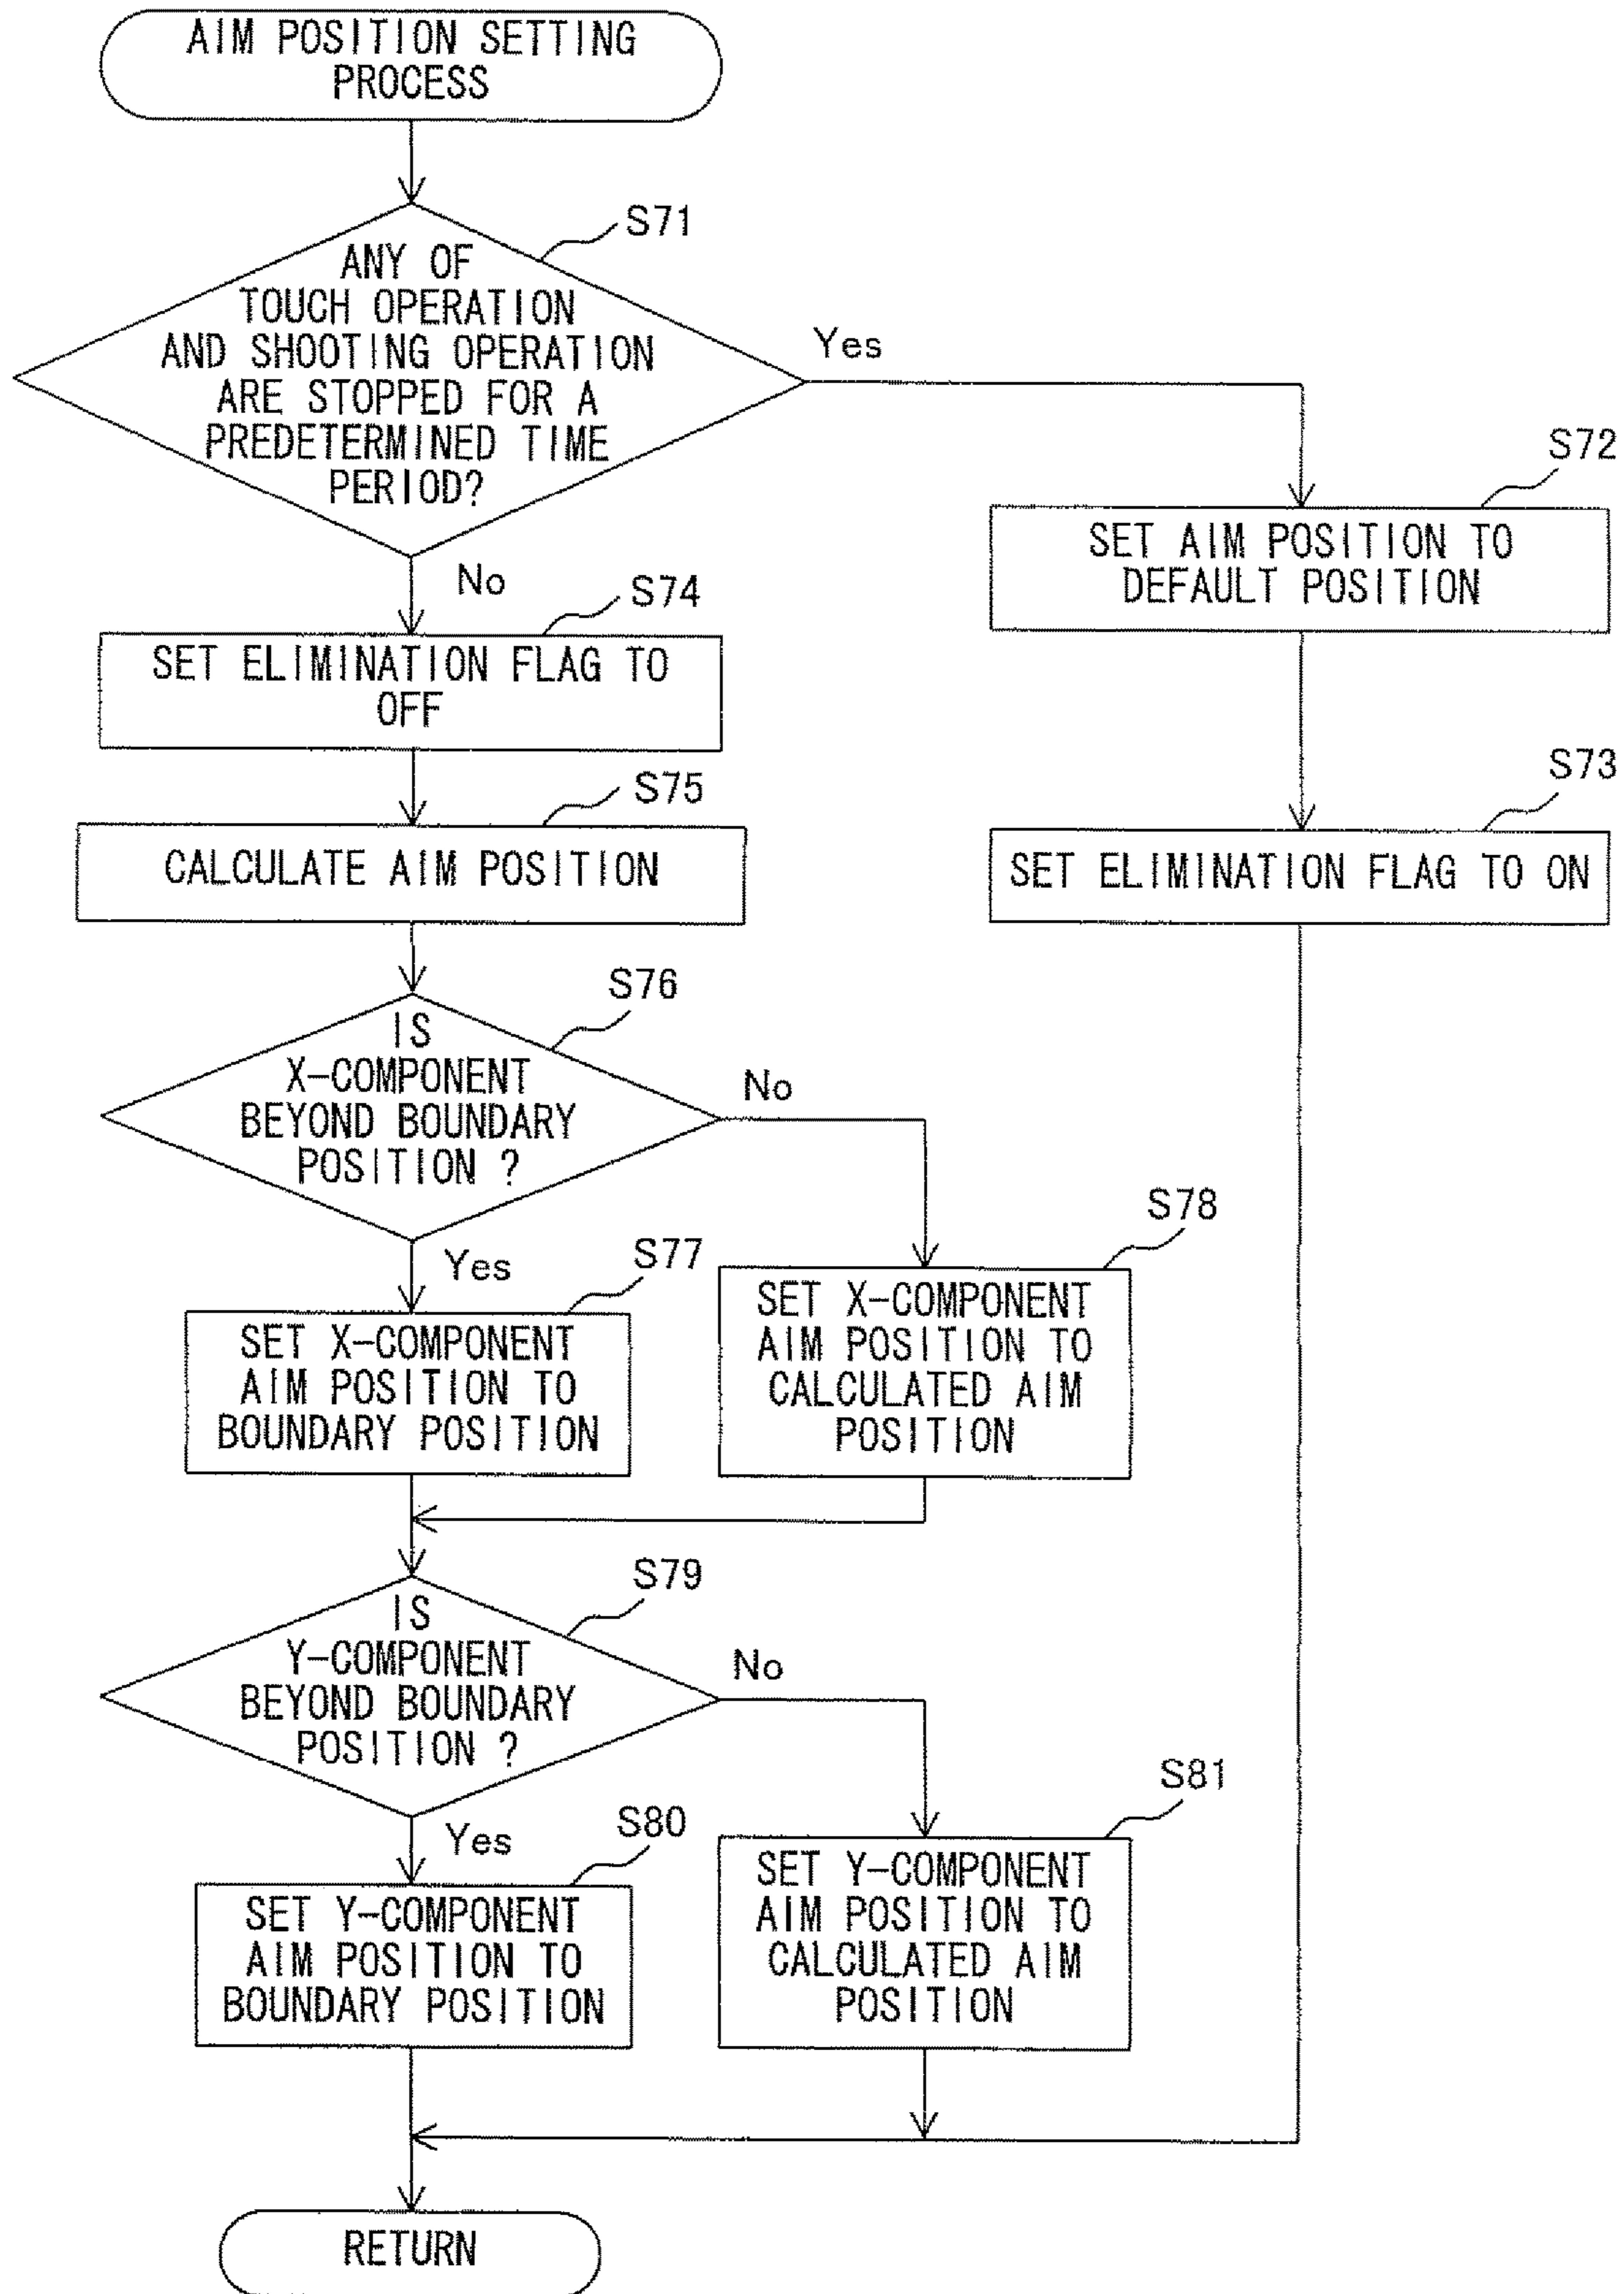 AIM POSITION SETTING
PROCESS
S71
ANY OF
TOUCH OPERATION
AND SHOOTING OPERATION
ARE STOPPED FOR A
PREDETERMINED TIME
PERIOD?
Yes
No
S72
SET AIM POSITION TO
DEFAULT POSITION
S73
SET ELIMINATION FLAG TO ON
S74
SET ELIMINATION FLAG TO
OFF
S75
CALCULATE AIM POSITION
S76
IS
X-COMPONENT
BEYOND BOUNDARY
POSITION ?
No
Yes
S77
SET X-COMPONENT
AIM POSITION TO
BOUNDARY POSITION
S78
SET X-COMPONENT
AIM POSITION TO
CALCULATED AIM
POSITION
S79
IS
Y-COMPONENT
BEYOND BOUNDARY
POSITION ?
No
Yes
S80
SET Y-COMPONENT
AIM POSITION TO
BOUNDARY POSITION
S81
SET Y-COMPONENT
AIM POSITION TO
CALCULATED AIM
POSITION
RETURN